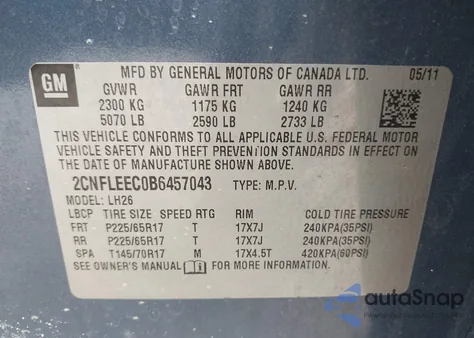 GM
MFD BY GENERAL MOTORS OF CANADA LTD. 05/11
GVWR GAWR FRT GAWR RR
2300 KG 1175 KG 1240 KG
5070 LB 2590 LB 2733 LB
THIS VEHICLE CONFORMS TO ALL APPLICABLE U.S. FEDERAL MOTOR
VEHICLE SAFETY AND THEFT PREVENTION STANDARDS IN EFFECT ON
THE DATE OF MANUFACTURE SHOWN ABOVE.
2CNFLEEC0B6457043 TYPE: M.P.V.
MODEL: LH26
LBCP TIRE SIZE SPEED RTG RIM COLD TIRE PRESSURE
FRT P225/65R17 T 17X7J 240KPA(35PSI)
RR P225/65R17 T 17X7J 240KPA(35PSI)
SPA T145/70R17 M 17X4.5T 420KPA(60PSI)
SEE OWNER'S MANUAL FOR MORE INFORMATION.
autoSnap